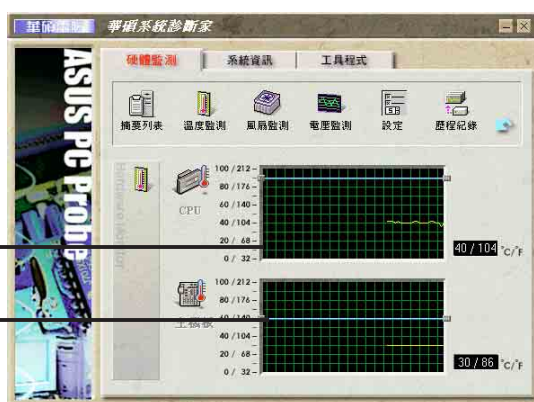 華碩電腦 華碩系統診斷家
硬體監測 系統資訊 工具程式
摘要列表 溫度監測 風扇監測 電壓監測 設定 歷程紀錄
ASUS PC Probe
Hardware Monitor
CPU
100 / 212
80 / 176
60 / 140
40 / 104
20 / 68
0 / 32
40 / 104 °C/°F
主機板
100 / 212
80 / 176
60 / 140
40 / 104
20 / 68
0 / 32
30 / 86 °C/°F